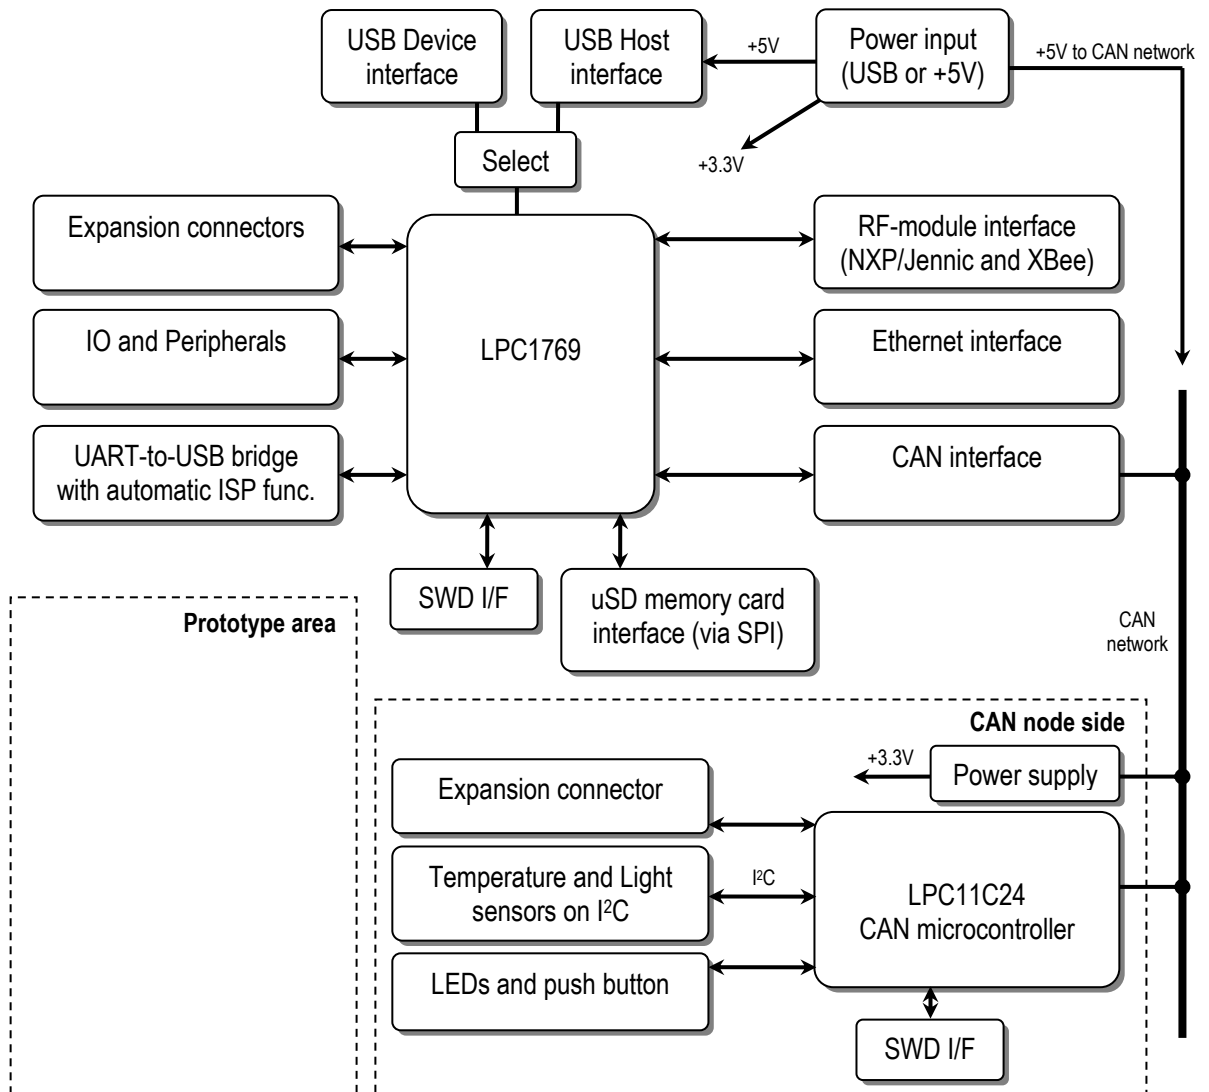 USB Device
interface
USB Host
interface
+5V
Power input
(USB or +5V)
+5V to CAN network
Select
+3.3V
Expansion connectors
RF-module interface
(NXP/Jennic and XBee)
IO and Peripherals
LPC1769
Ethernet interface
UART-to-USB bridge
with automatic ISP func.
CAN interface
SWD I/F
uSD memory card
interface (via SPI)
Prototype area
CAN
network
CAN node side
+3.3V
Power supply
Expansion connector
Temperature and Light
sensors on I²C
I²C
LPC11C24
CAN microcontroller
LEDs and push button
SWD I/F